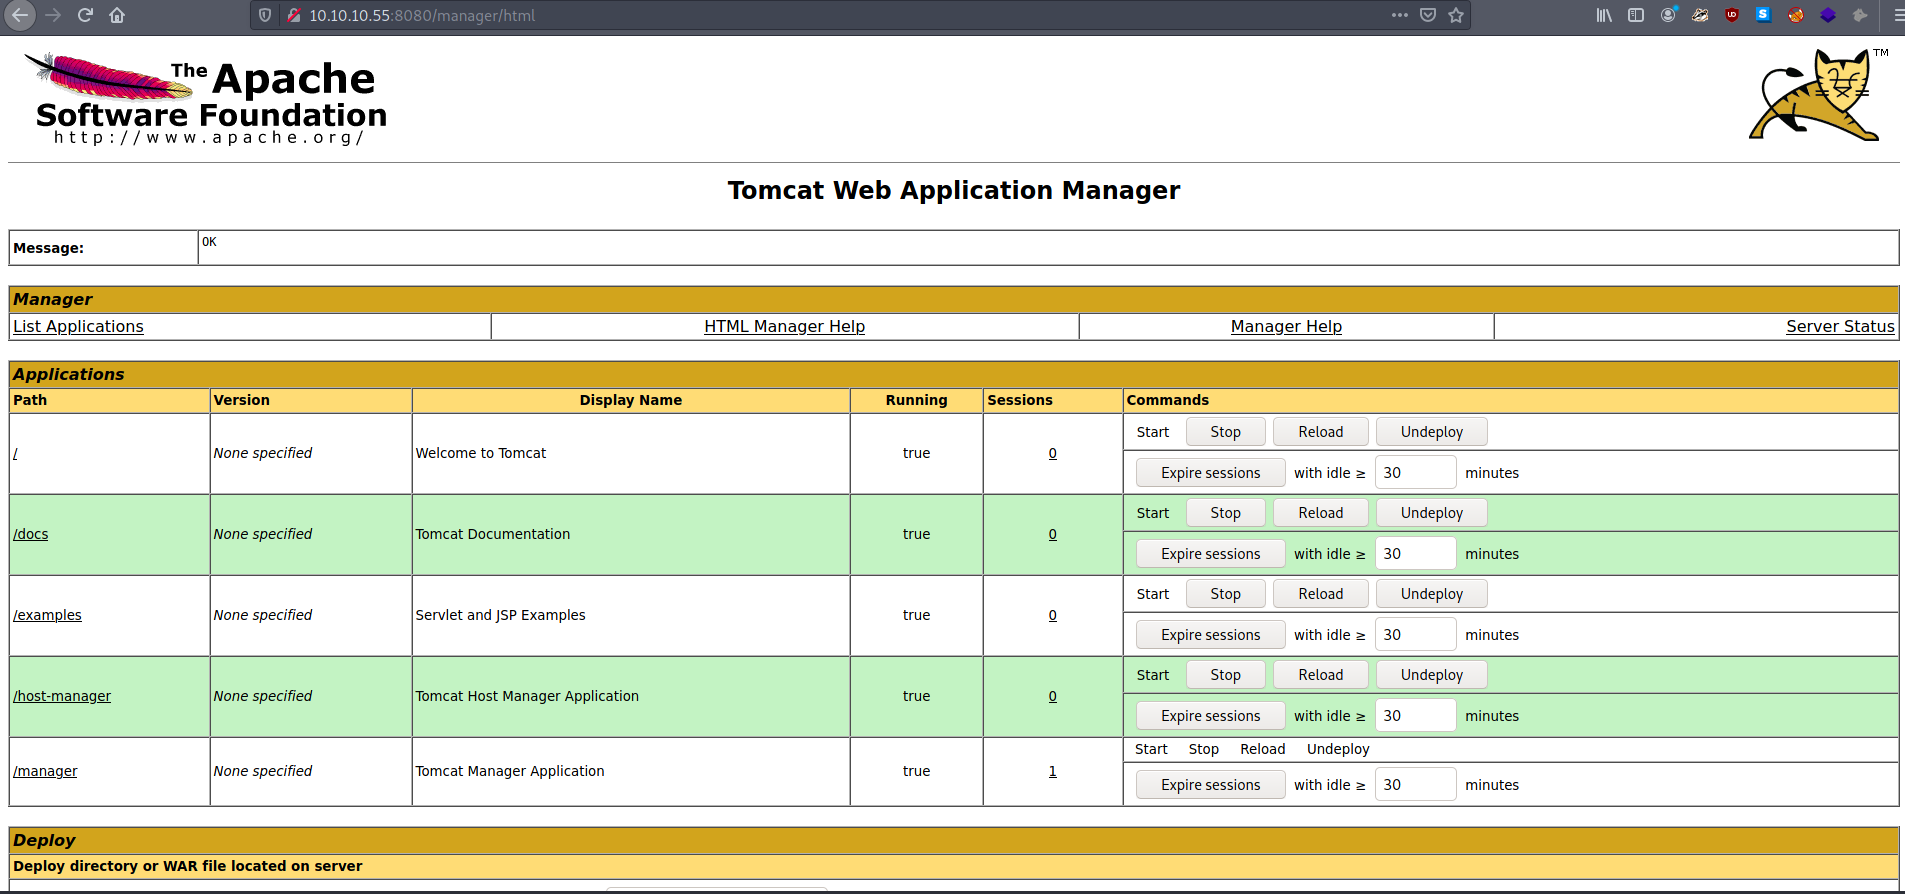 10.10.10.55:8080/manager/html
The Apache
Software Foundation
http://www.apache.org/
TM
Tomcat Web Application Manager
Message: OK
Manager
List Applications HTML Manager Help Manager Help Server Status
Applications
Path Version Display Name Running Sessions Commands
/ None specified Welcome to Tomcat true 0 Start Stop Reload Undeploy
Expire sessions with idle ≥ 30 minutes
/docs None specified Tomcat Documentation true 0 Start Stop Reload Undeploy
Expire sessions with idle ≥ 30 minutes
/examples None specified Servlet and JSP Examples true 0 Start Stop Reload Undeploy
Expire sessions with idle ≥ 30 minutes
/host-manager None specified Tomcat Host Manager Application true 0 Start Stop Reload Undeploy
Expire sessions with idle ≥ 30 minutes
/manager None specified Tomcat Manager Application true 1 Start Stop Reload Undeploy
Expire sessions with idle ≥ 30 minutes
Deploy
Deploy directory or WAR file located on server